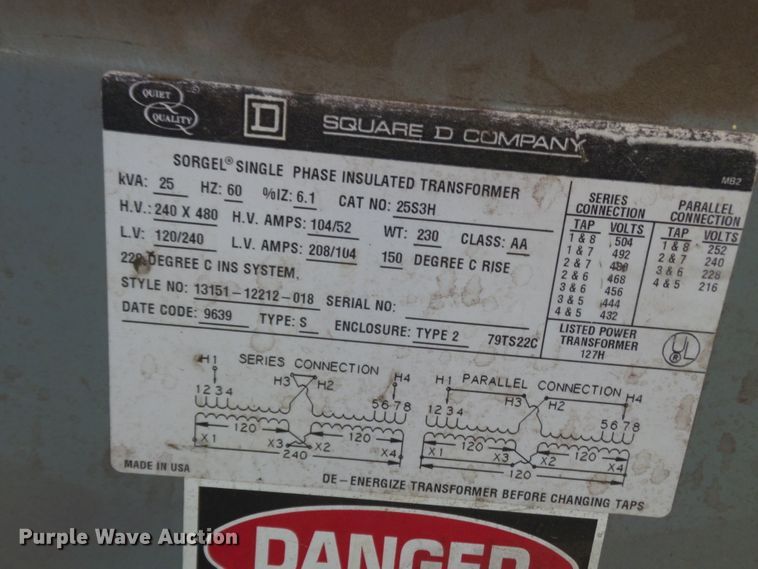 QUIET
QUALITY
D
SQUARE D COMPANY
MB2
SORGEL® SINGLE PHASE INSULATED TRANSFORMER
KVA: 25 HZ: 60 %IZ: 6.1 CAT NO: 25S3H
H.V.: 240 X 480 H.V. AMPS: 104/52 WT: 230 CLASS: AA
L.V: 120/240 L.V. AMPS: 208/104 150 DEGREE C RISE
220 DEGREE C INS SYSTEM.
STYLE NO: 13151-12212-018 SERIAL NO:
DATE CODE: 9639 TYPE: S ENCLOSURE: TYPE 2 79TS22C
SERIES CONNECTION
TAP VOLTS
1 & 8 504
1 & 7 492
2 & 7 480
2 & 6 468
3 & 6 456
3 & 5 444
4 & 5 432
PARALLEL CONNECTION
TAP VOLTS
1 & 8 252
2 & 7 240
3 & 6 228
4 & 5 216
LISTED POWER
TRANSFORMER
127H
UL
®
SERIES CONNECTION
H1 H3 H2 H4
1 2 3 4 5 6 7 8
120 120
X1 X3 X2 X4
240
PARALLEL CONNECTION
H1 H3 H2 H4
1 2 3 4 5 6 7 8
120 120
X1 X3 X2 X4
120
MADE IN USA
DE-ENERGIZE TRANSFORMER BEFORE CHANGING TAPS
DANGER
Purple Wave Auction